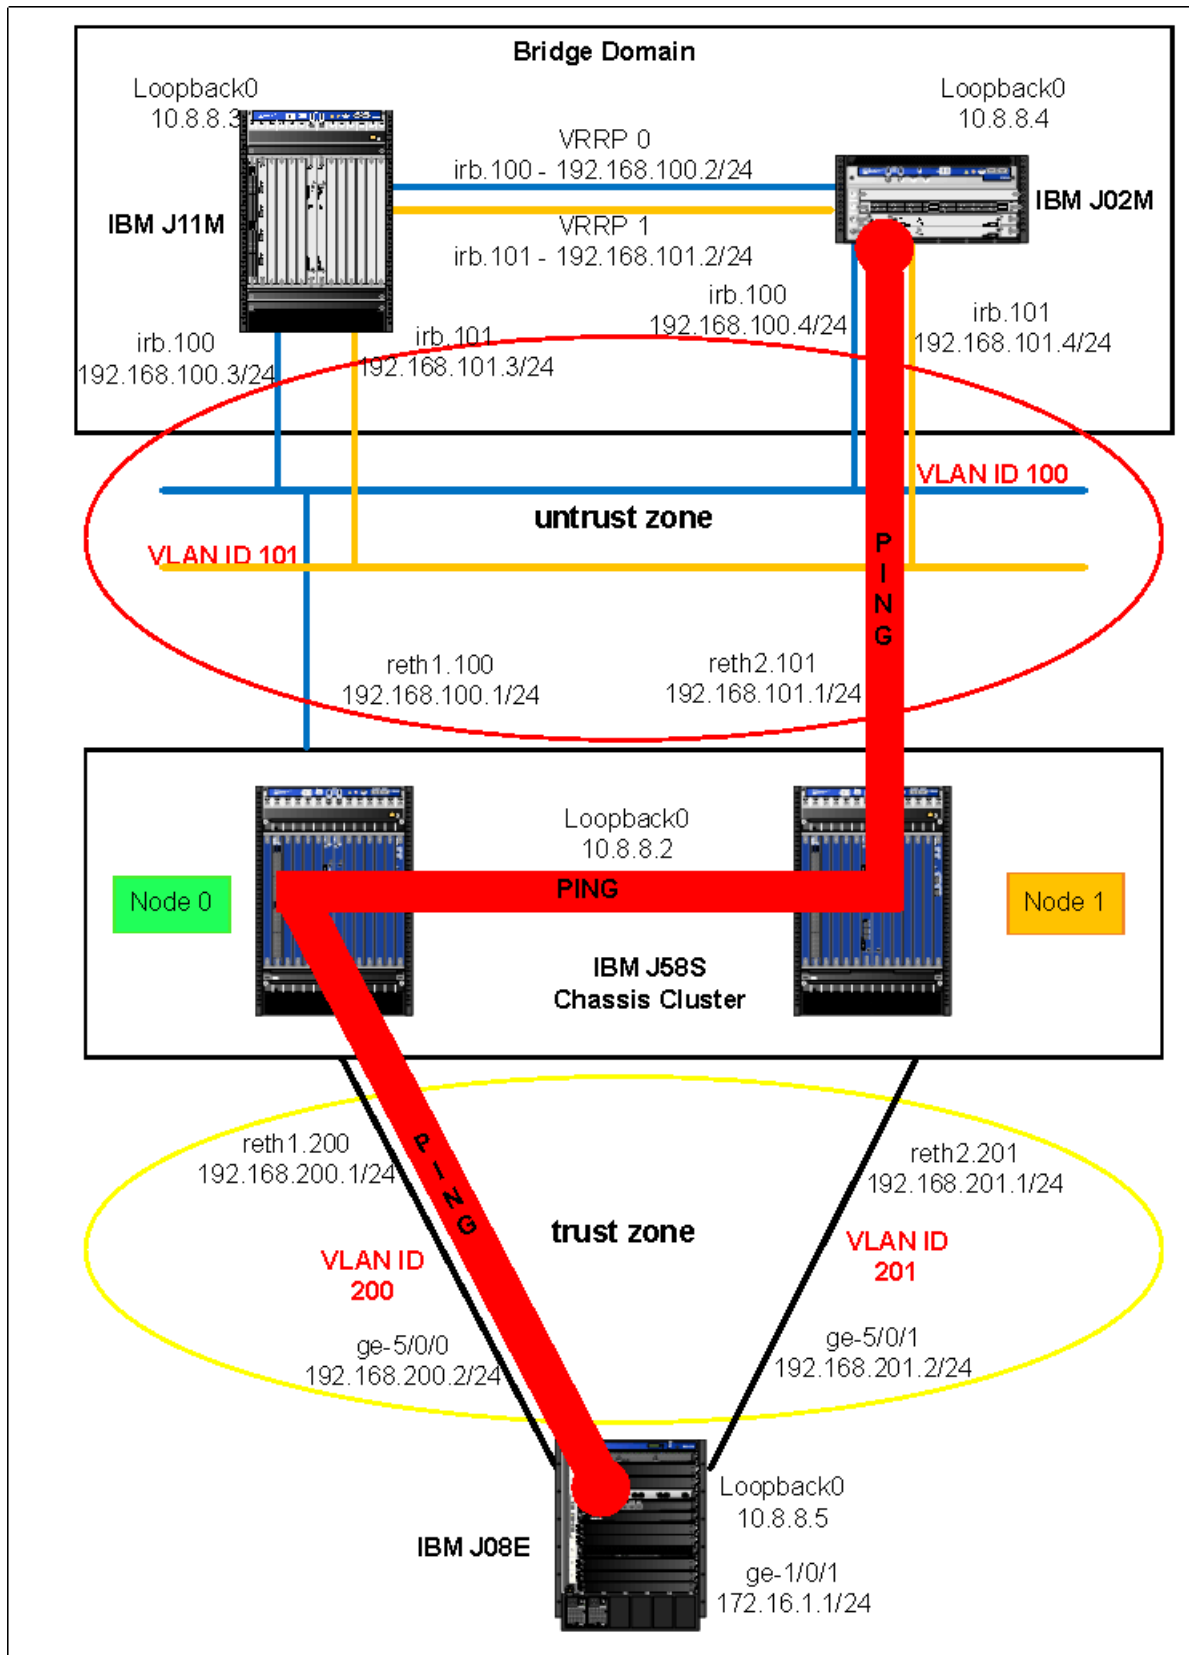 Bridge Domain
Loopback0
10.8.8.3
Loopback0
10.8.8.4
VRRP 0
irb.100 - 192.168.100.2/24
IBM J11M
IBM J02M
VRRP 1
irb.101 - 192.168.101.2/24
irb.100
192.168.100.4/24
irb.101
192.168.101.4/24
irb.100
192.168.100.3/24
irb.101
192.168.101.3/24
VLAN ID 100
untrust zone
VLAN ID 101
PING
reth1.100
192.168.100.1/24
reth2.101
192.168.101.1/24
Loopback0
10.8.8.2
Node 0
PING
Node 1
IBM J58S
Chassis Cluster
reth1.200
192.168.200.1/24
PING
reth2.201
192.168.201.1/24
trust zone
VLAN ID
200
VLAN ID
201
ge-5/0/0
192.168.200.2/24
ge-5/0/1
192.168.201.2/24
Loopback0
10.8.8.5
IBM J08E
ge-1/0/1
172.16.1.1/24